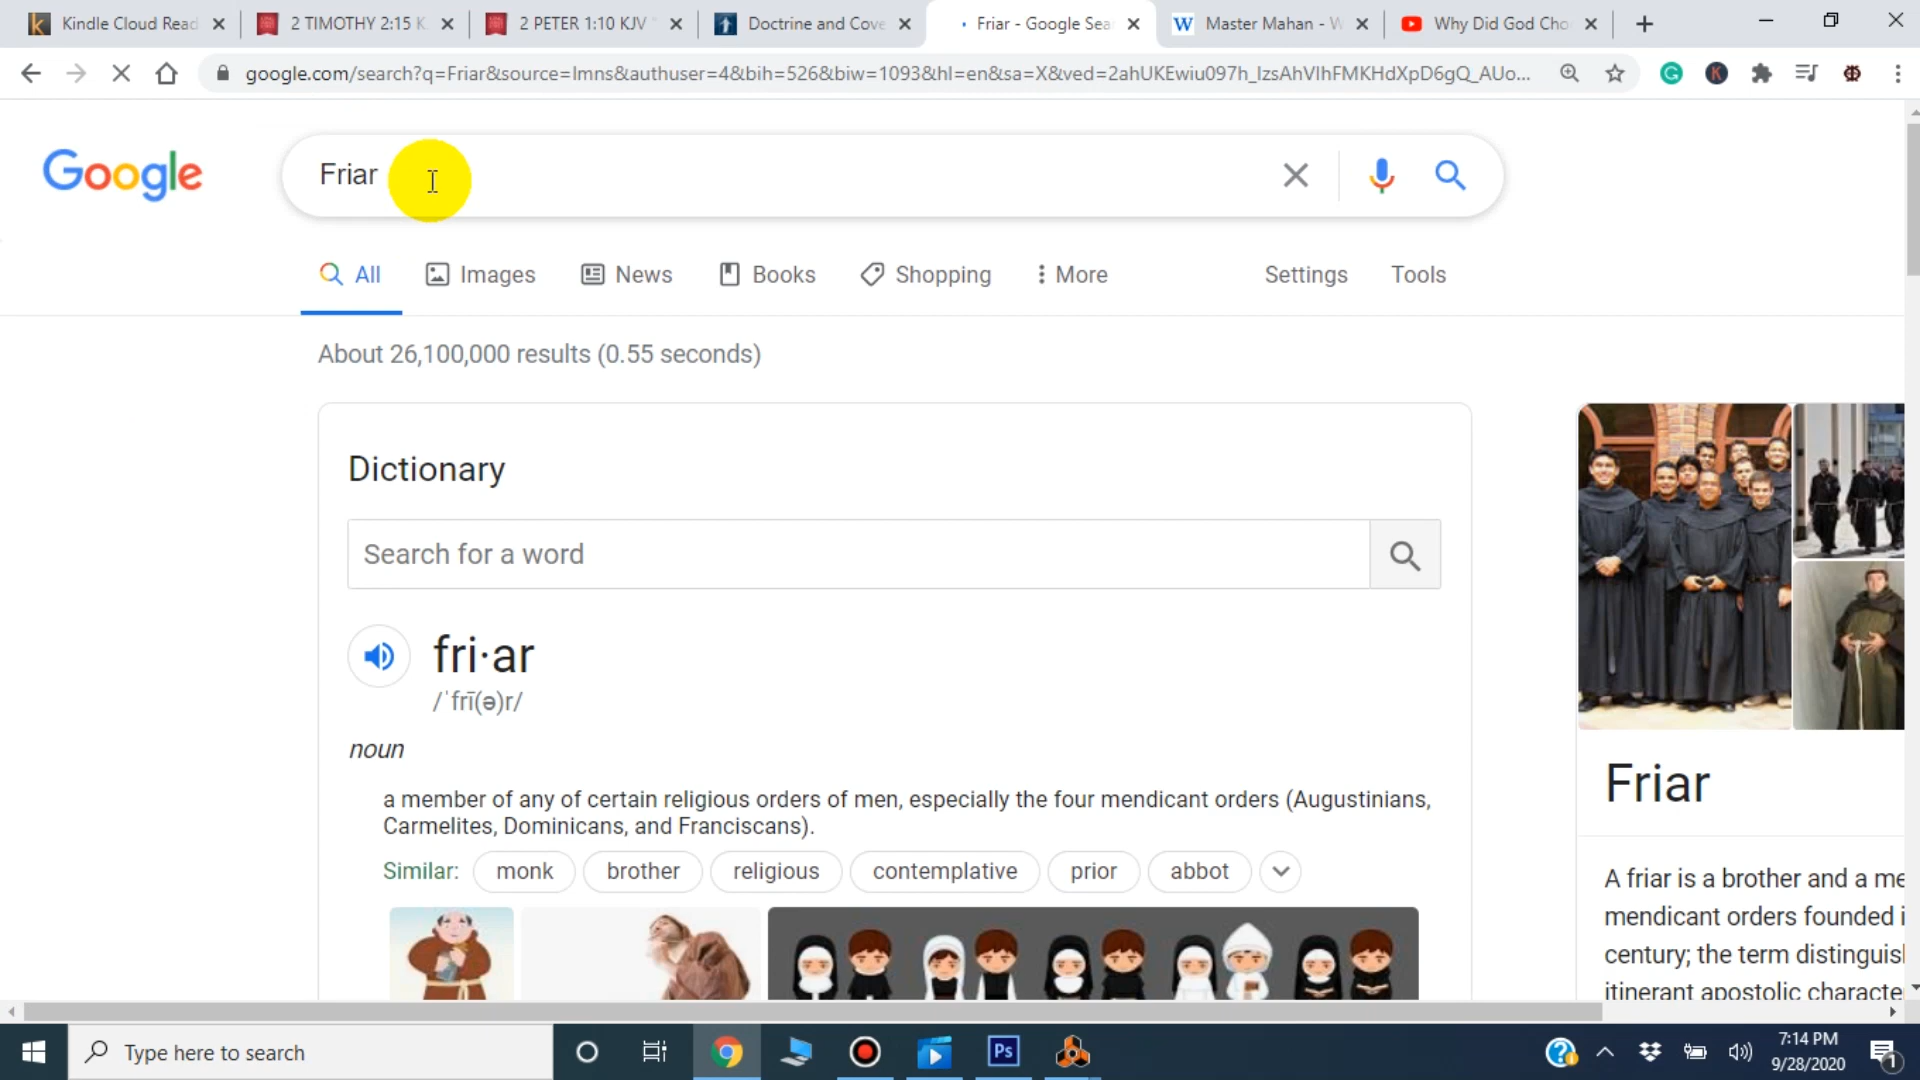 Kindle Cloud Read
2 TIMOTHY 2:15 K
2 PETER 1:10 KJV
Doctrine and Cove
Friar - Google Sea
W Master Mahan - W
Why Did God Cho
google.com/search?q=Friar&source=lmns&authuser=4&bih=526&biw=1093&hl=en&sa=X&ved=2ahUKEwiu097h_IzsAhVIhFMKHdXpD6gQ_AUo...
Google
Friar
All
Images
News
Books
Shopping
More
Settings
Tools
About 26,100,000 results (0.55 seconds)
Dictionary
Search for a word
fri·ar
/ˈfrī(ə)r/
noun
a member of any of certain religious orders of men, especially the four mendicant orders (Augustinians,
Carmelites, Dominicans, and Franciscans).
Similar: monk brother religious contemplative prior abbot
Friar
A friar is a brother and a me
mendicant orders founded i
century; the term distinguish
itinerant apostolic characte
Type here to search
Ps
7:14 PM
9/28/2020
1